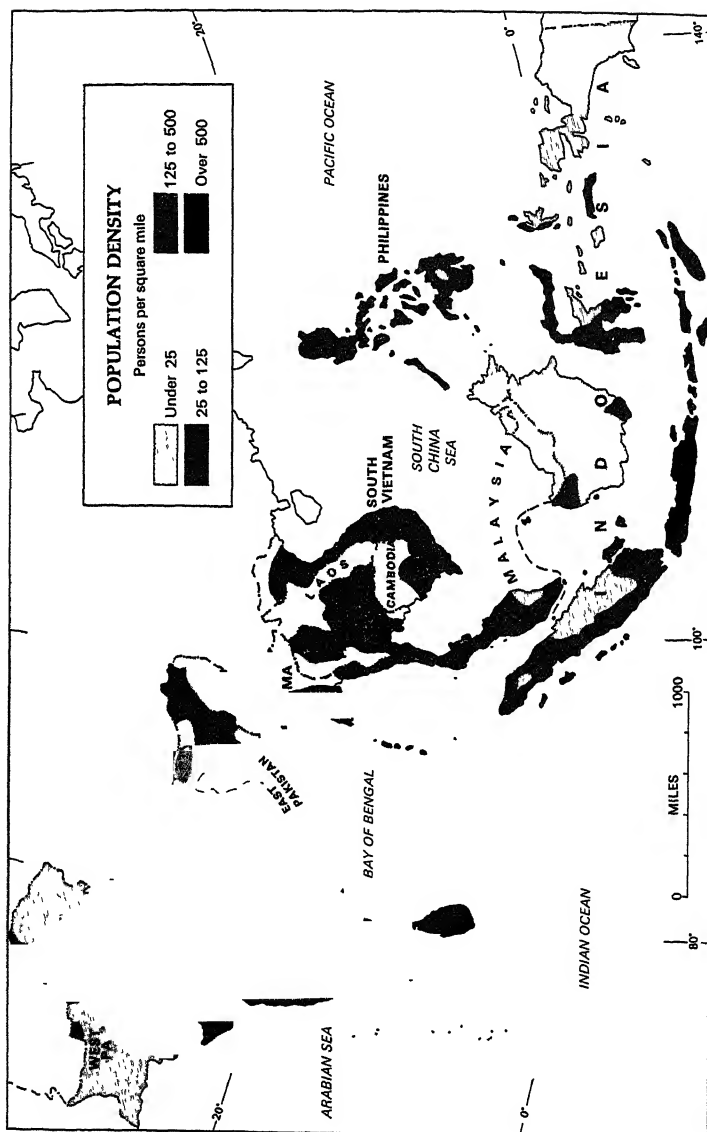 POPULATION DENSITY
Persons per square mile
Under 25
125 to 500
25 to 125
Over 500
20°
20°
PACIFIC OCEAN
PHILIPPINES
SOUTH
VIETNAM
SOUTH
CHINA
SEA
LAOS
CAMBODIA
MALAYSIA
MA
EAST
PAKISTAN
WEST
PA
BAY OF BENGAL
ARABIAN SEA
INDIAN OCEAN
INDONESIA
0°
0°
MILES
0
1000
80°
100°
140°